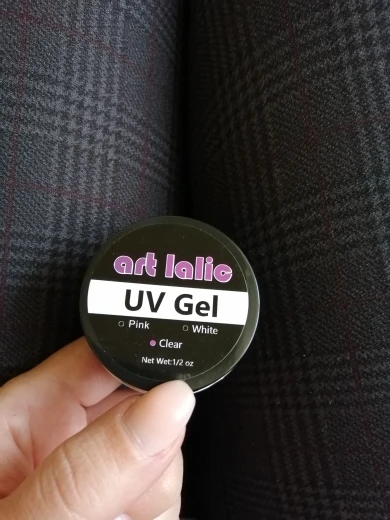 art lalic
UV Gel
Pink
White
Clear
Net Wet:1/2 oz